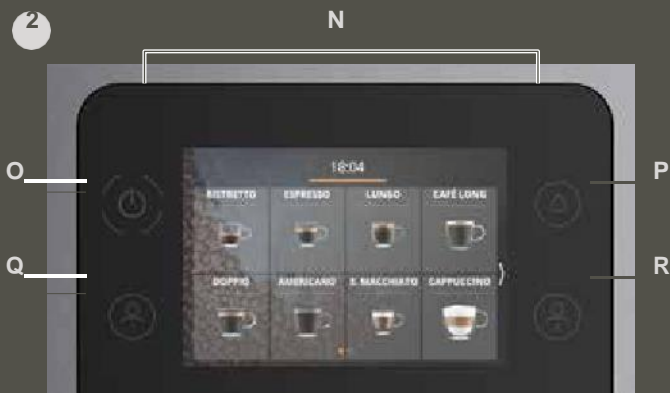 2
N
O
P
18:04
RISTRETTO ESPRESSO LUNGO CAFÉ LONG
Q
R
DOPPIO AMERICANO E. MACCHIATO CAPPUCCINO